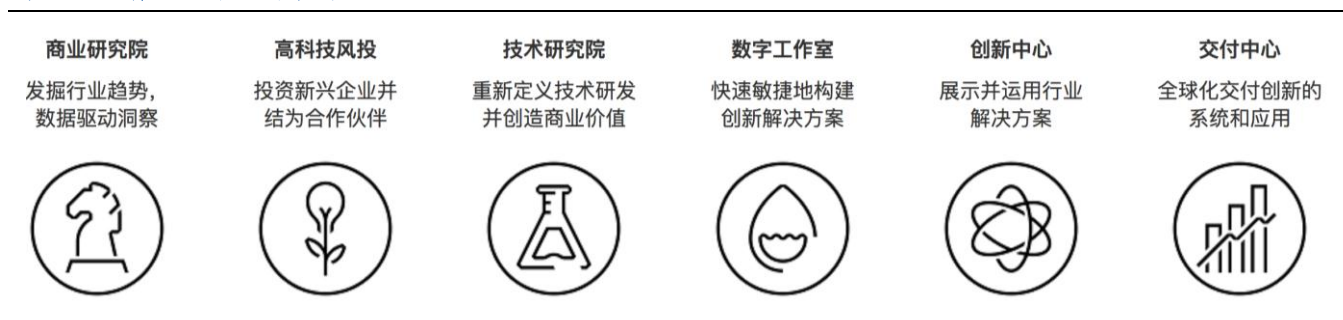 商业研究院
发掘行业趋势，
数据驱动洞察
高科技风投
投资新兴企业并
结为合作伙伴
技术研究院
重新定义技术研发
并创造商业价值
数字工作室
快速敏捷地构建
创新解决方案
创新中心
展示并运用行业
解决方案
交付中心
全球化交付创新的
系统和应用